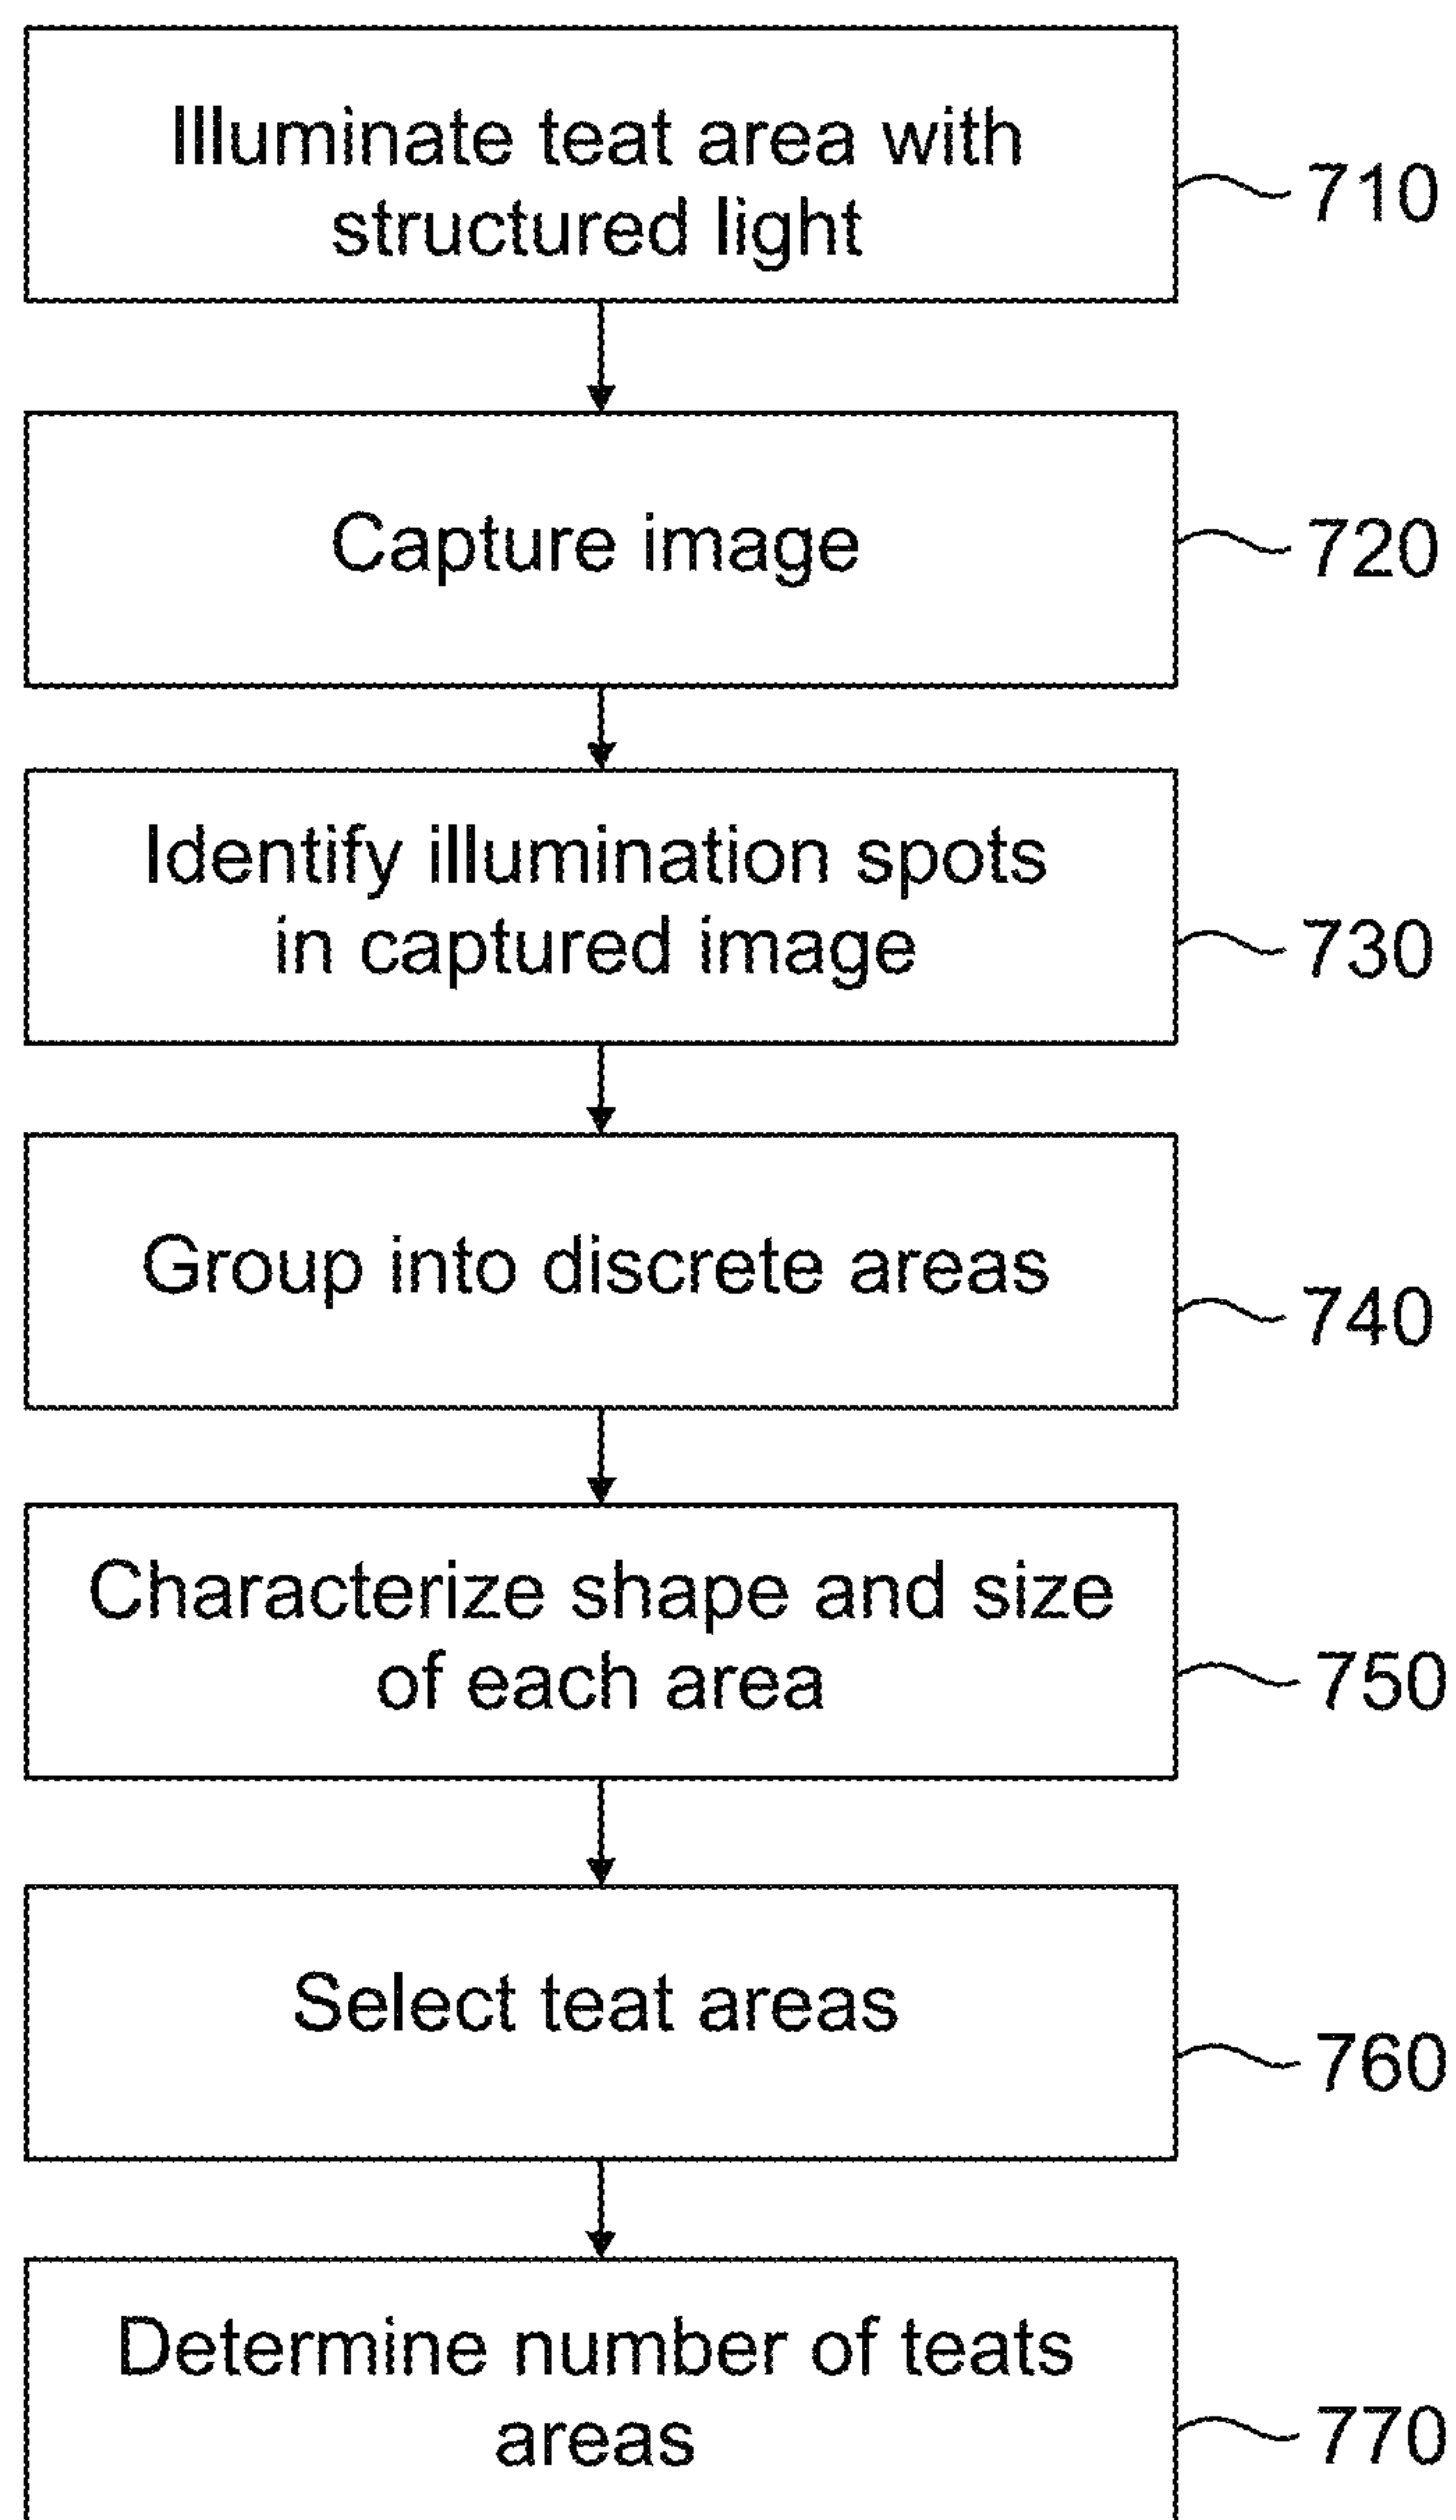 Illuminate teat area with
structured light
710
Capture image
720
Identify illumination spots
in captured image
730
Group into discrete areas
740
Characterize shape and size
of each area
750
Select teat areas
760
Determine number of teats
areas
770